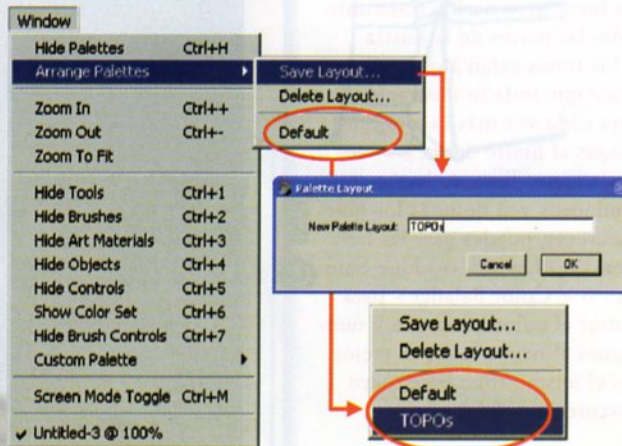 Window
Hide Palettes Ctrl+H
Arrange Palettes
Zoom In Ctrl++
Zoom Out Ctrl+-
Zoom To Fit
Hide Tools Ctrl+1
Hide Brushes Ctrl+2
Hide Art Materials Ctrl+3
Hide Objects Ctrl+4
Hide Controls Ctrl+5
Show Color Set Ctrl+6
Hide Brush Controls Ctrl+7
Custom Palette
Screen Mode Toggle Ctrl+M
✓ Untitled-3 @ 100%
Save Layout...
Delete Layout...
Default
Palette Layout
New Palette Layout: TOPOs
Cancel OK
Save Layout...
Delete Layout...
Default
TOPOs